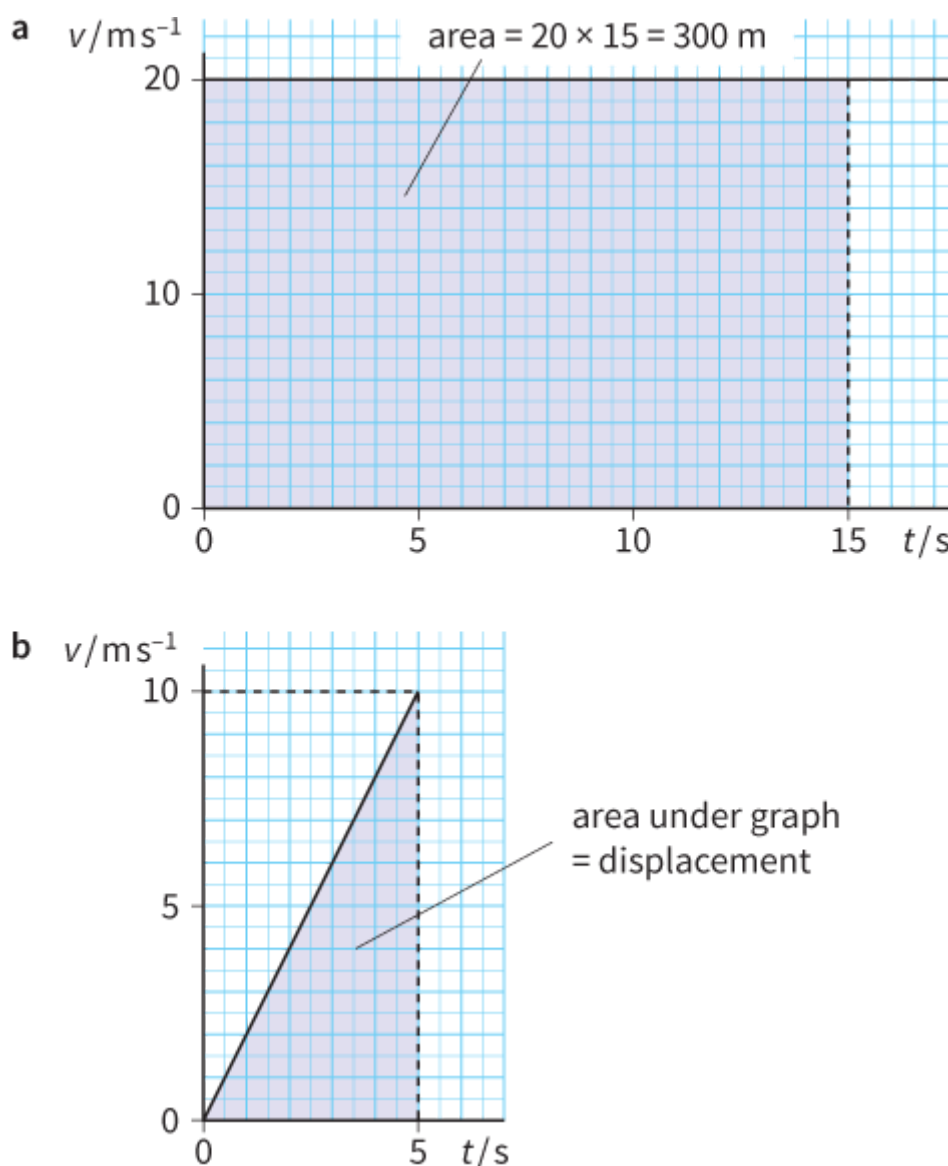 a v/m s⁻¹ area = 20 × 15 = 300 m
20
10
0
0 5 10 15 t/s
b v/m s⁻¹
10
area under graph
= displacement
5
0
0 5 t/s